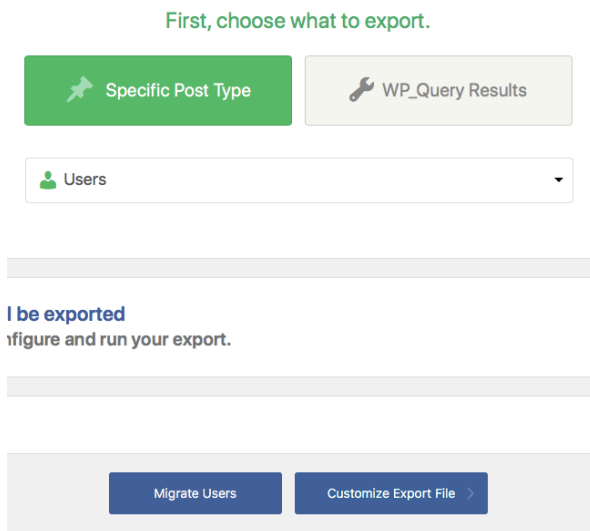 First, choose what to export.
Specific Post Type
WP_Query Results
Users
l be exported
nfigure and run your export.
Migrate Users
Customize Export File